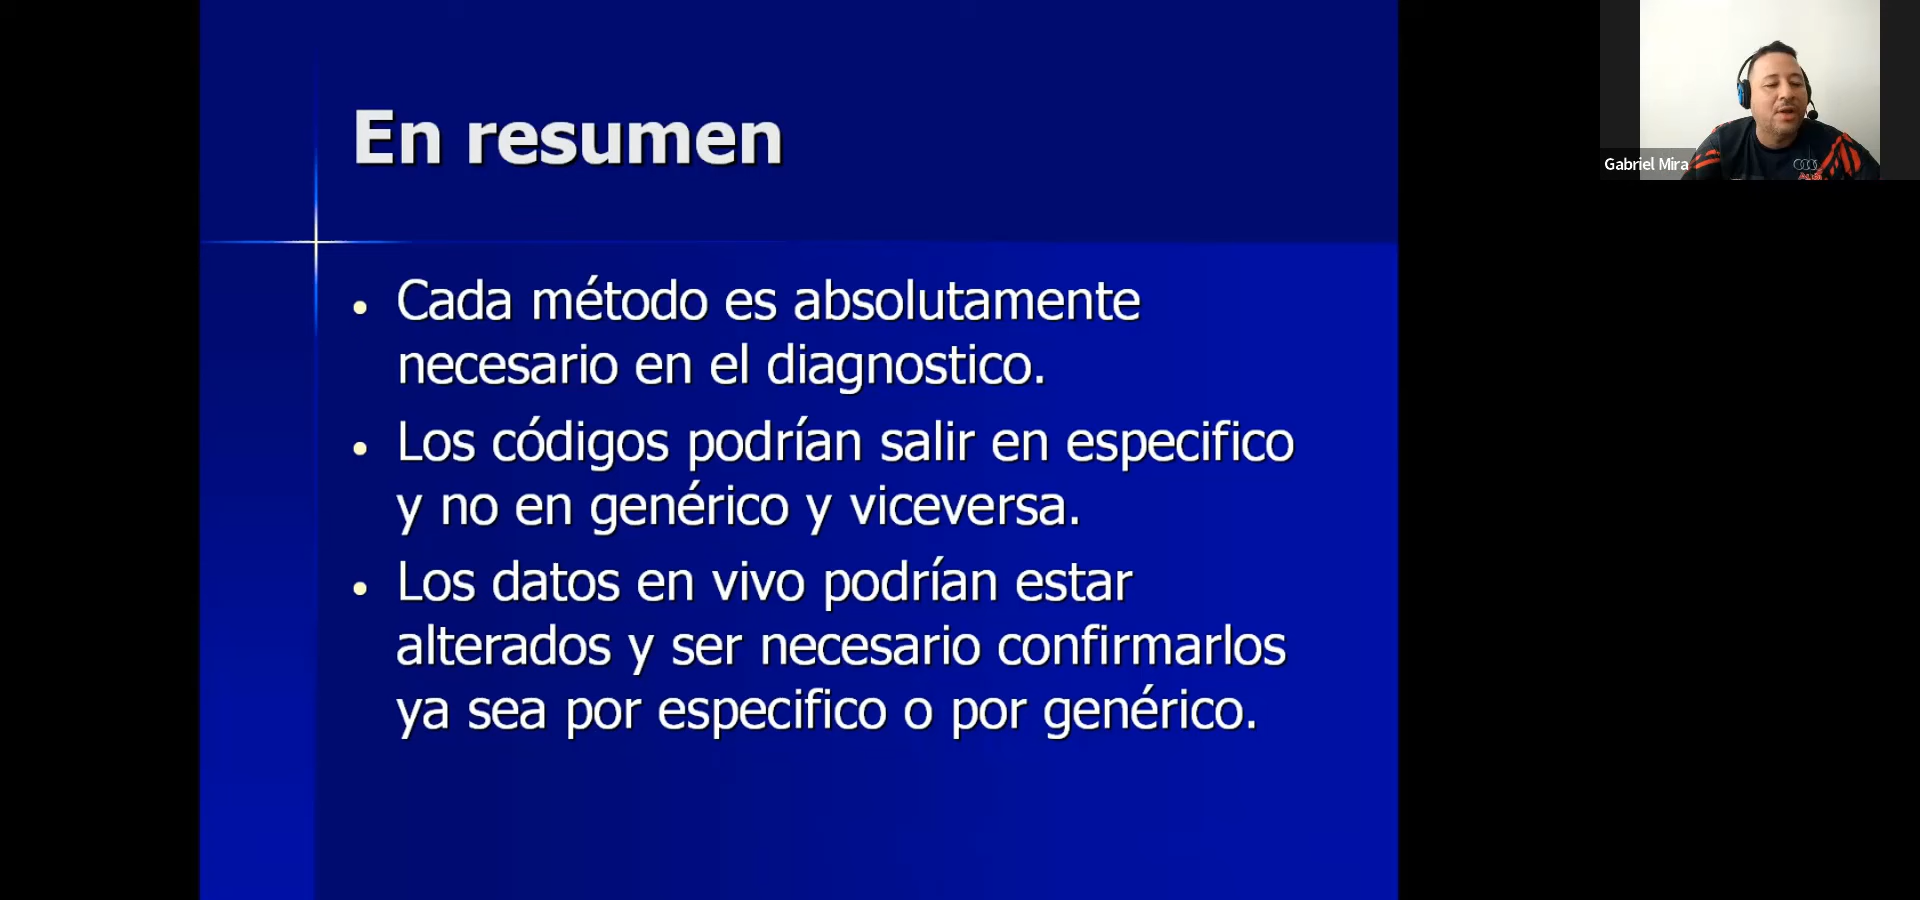 En resumen
Cada método es absolutamente
necesario en el diagnostico.
Los códigos podrían salir en especifico
y no en genérico y viceversa.
Los datos en vivo podrían estar
alterados y ser necesario confirmarlos
ya sea por especifico o por genérico.
Gabriel Mira